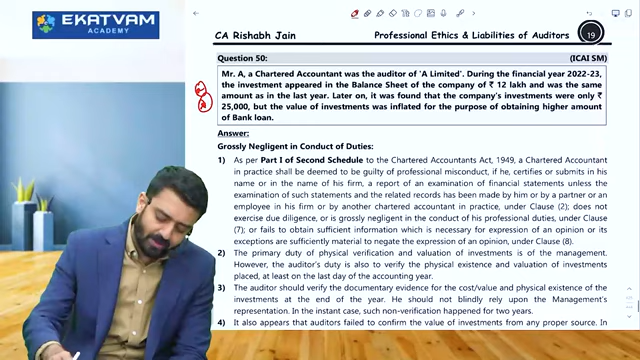 EKATVAM
ACADEMY
CA Rishabh Jain
Professional Ethics & Liabilities of Auditors
19
Question 50:
(ICAI SM)
Mr. A, a Chartered Accountant was the auditor of 'A Limited'. During the financial year 2022-23,
the investment appeared in the Balance Sheet of the company of ₹ 12 lakh and was the same
amount as in the last year. Later on, it was found that the company's investments were only ₹
25,000, but the value of investments was inflated for the purpose of obtaining higher amount
of Bank loan.
Answer:
Grossly Negligent in Conduct of Duties:
1) As per Part I of Second Schedule to the Chartered Accountants Act, 1949, a Chartered Accountant
in practice shall be deemed to be guilty of professional misconduct, if he, certifies or submits in his
name or in the name of his firm, a report of an examination of financial statements unless the
examination of such statements and the related records has been made by him or by a partner or an
employee in his firm or by another chartered accountant in practice, under Clause (2); does not
exercise due diligence, or is grossly negligent in the conduct of his professional duties, under Clause
(7); or fails to obtain sufficient information which is necessary for expression of an opinion or its
exceptions are sufficiently material to negate the expression of an opinion, under Clause (8).
2) The primary duty of physical verification and valuation of investments is of the management.
However, the auditor's duty is also to verify the physical existence and valuation of investments
placed, at least on the last day of the accounting year.
3) The auditor should verify the documentary evidence for the cost/value and physical existence of the
investments at the end of the year. He should not blindly rely upon the Management's
representation. In the instant case, such non-verification happened for two years.
4) It also appears that auditors failed to confirm the value of investments from any proper source. In